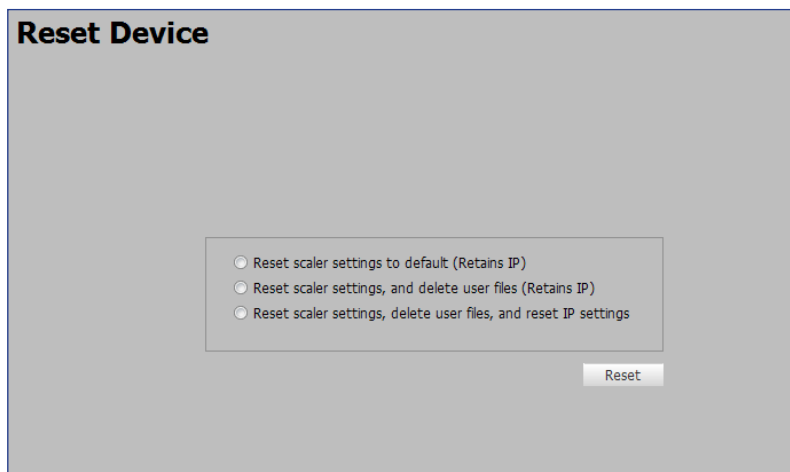 Reset Device
Reset scaler settings to default (Retains IP)
Reset scaler settings, and delete user files (Retains IP)
Reset scaler settings, delete user files, and reset IP settings
Reset